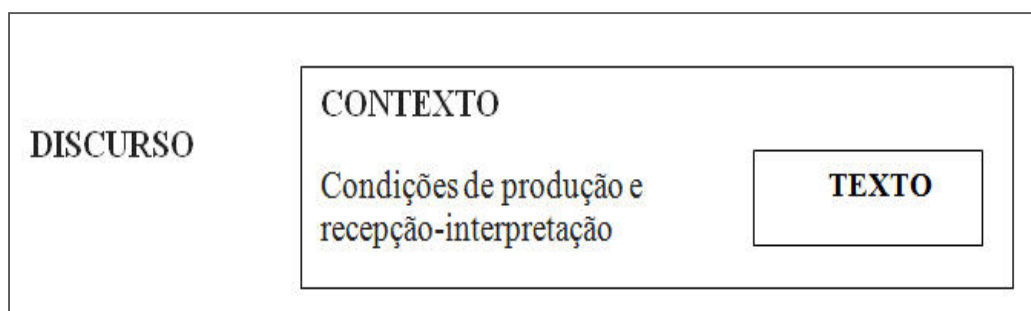 DISCURSO
CONTEXTO
Condições de produção e
recepção-interpretação
TEXTO